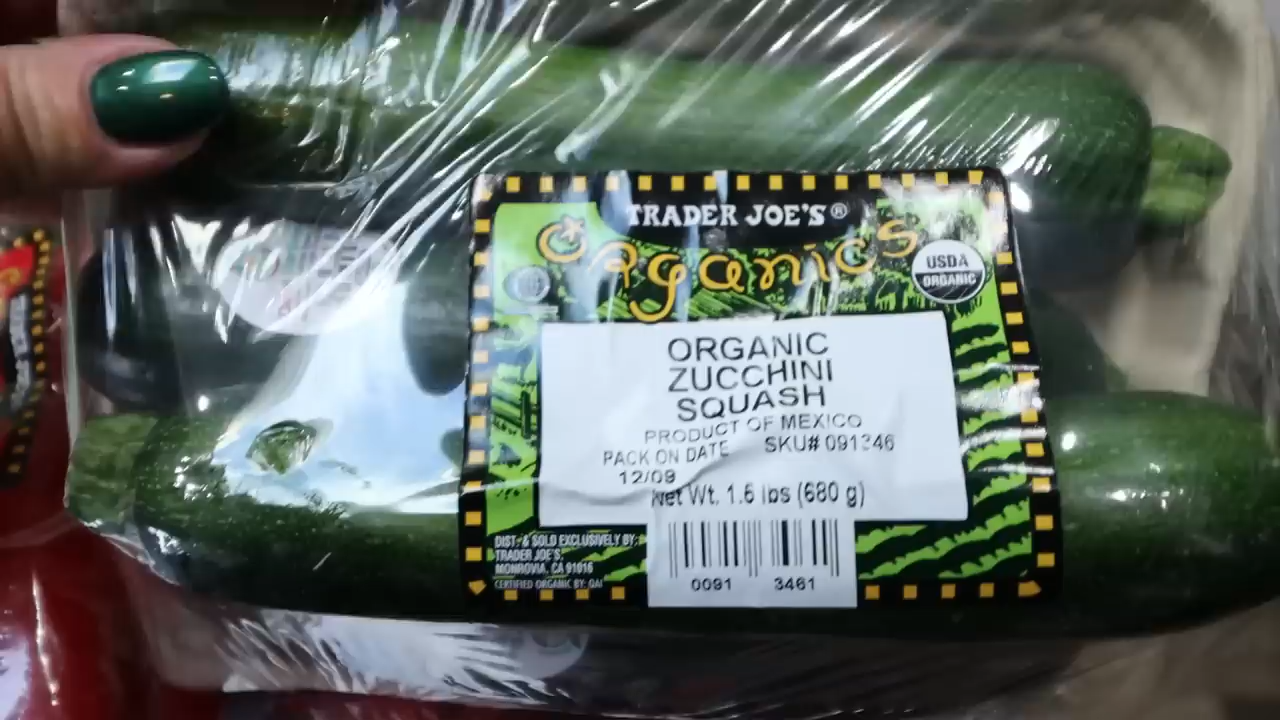 TRADER JOE'S®
Organics
USDA
ORGANIC
ORGANIC
ZUCCHINI
SQUASH
PRODUCT OF MEXICO
PACK ON DATE SKU# 091346
12/09
Net Wt. 1.5 lbs (680 g)
DIST. & SOLD EXCLUSIVELY BY:
TRADER JOE'S,
MONROVIA, CA 91016
CERTIFIED ORGANIC BY: QAI
0091 3461